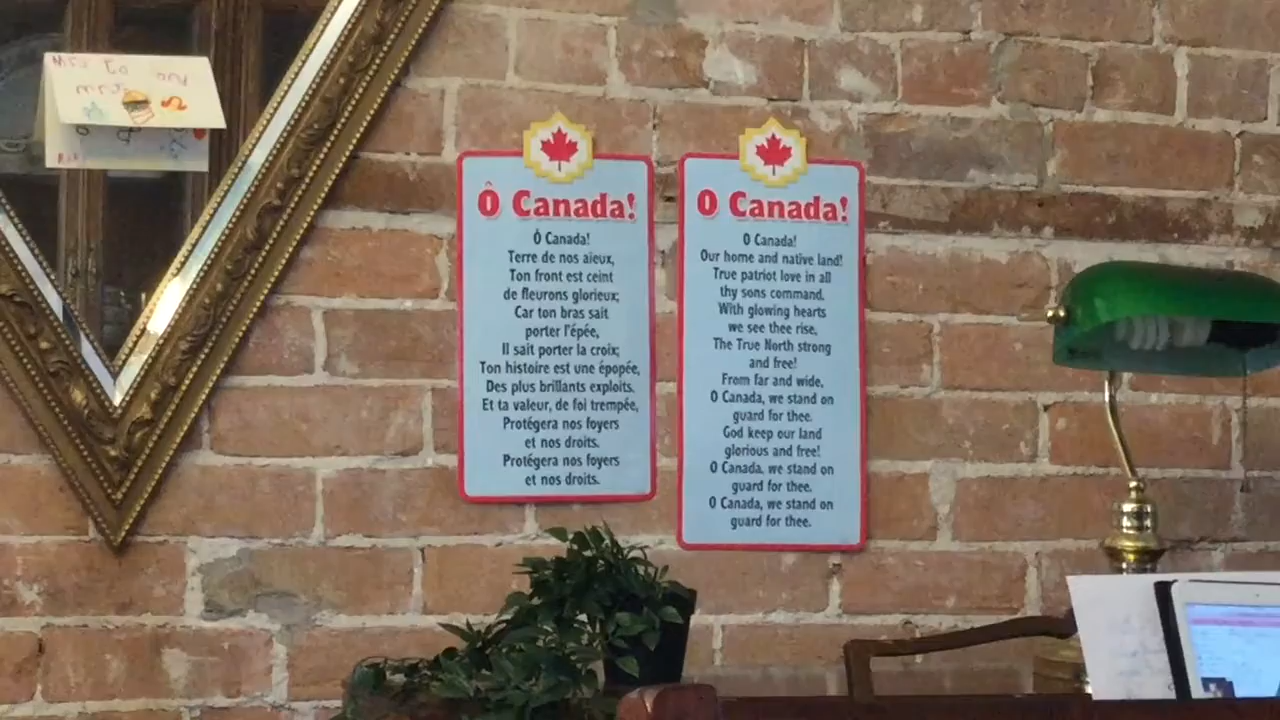 Mrs Co and
mrs
Ô Canada!
Ô Canada!
Terre de nos aïeux,
Ton front est ceint
de fleurons glorieux;
Car ton bras sait
porter l'épée,
Il sait porter la croix;
Ton histoire est une épopée,
Des plus brillants exploits.
Et ta valeur, de foi trempée,
Protégera nos foyers
et nos droits.
Protégera nos foyers
et nos droits.
O Canada!
O Canada!
Our home and native land!
True patriot love in all
thy sons command.
With glowing hearts
we see thee rise,
The True North strong
and free!
From far and wide,
O Canada, we stand on
guard for thee.
God keep our land
glorious and free!
O Canada, we stand on
guard for thee.
O Canada, we stand on
guard for thee.